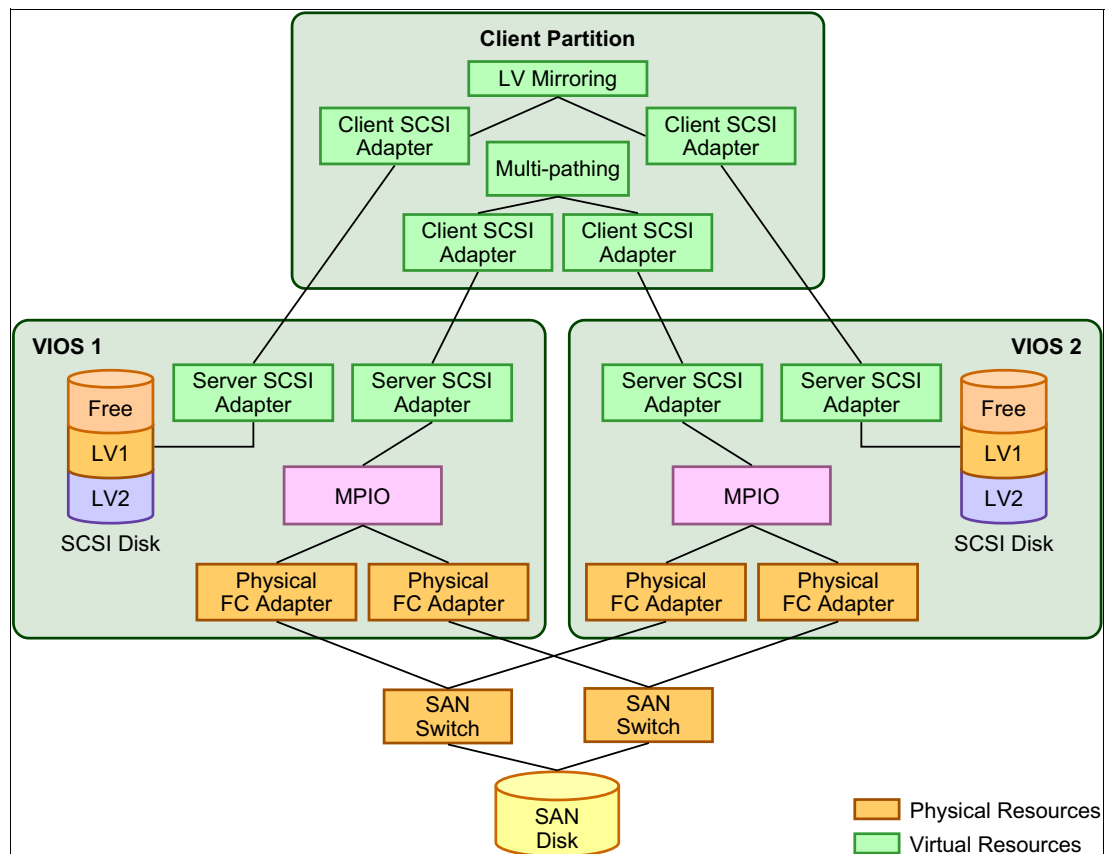 Client Partition
LV Mirroring
Client SCSI
Adapter
Client SCSI
Adapter
Multi-pathing
Client SCSI
Adapter
Client SCSI
Adapter
VIOS 1
Server SCSI
Adapter
Server SCSI
Adapter
Free
LV1
LV2
SCSI Disk
MPIO
Physical
FC Adapter
Physical
FC Adapter
VIOS 2
Server SCSI
Adapter
Server SCSI
Adapter
Free
LV1
LV2
SCSI Disk
MPIO
Physical
FC Adapter
Physical
FC Adapter
SAN
Switch
SAN
Switch
SAN
Disk
Physical Resources
Virtual Resources